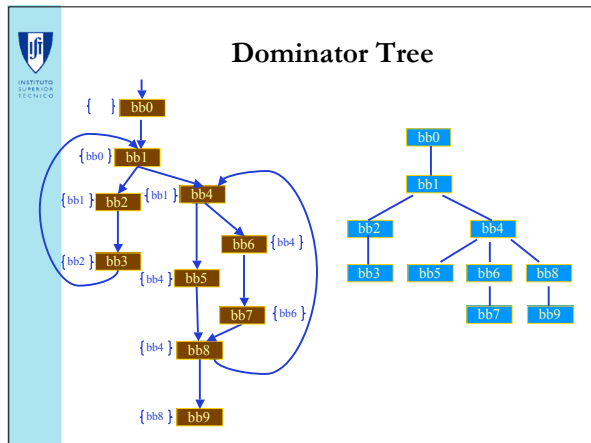 Dominator Tree
INSTITUTO
SUPERIOR
TÉCNICO
{ } bb0
{bb0} bb1
{bb1} bb2
{bb1} bb4
bb6 {bb4}
{bb2} bb3
{bb4} bb5
bb7 {bb6}
{bb4} bb8
{bb8} bb9
bb0
bb1
bb2 bb4
bb3 bb5 bb6 bb8
bb7 bb9